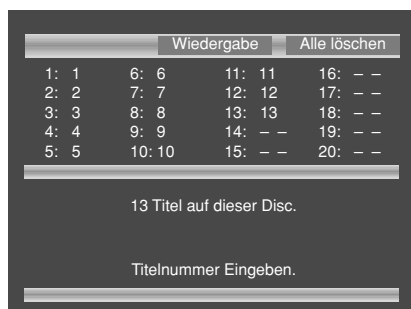 Wiedergabe Alle löschen
1: 1 6: 6 11: 11 16: – –
2: 2 7: 7 12: 12 17: – –
3: 3 8: 8 13: 13 18: – –
4: 4 9: 9 14: – – 19: – –
5: 5 10: 10 15: – – 20: – –
13 Titel auf dieser Disc.
Titelnummer Eingeben.